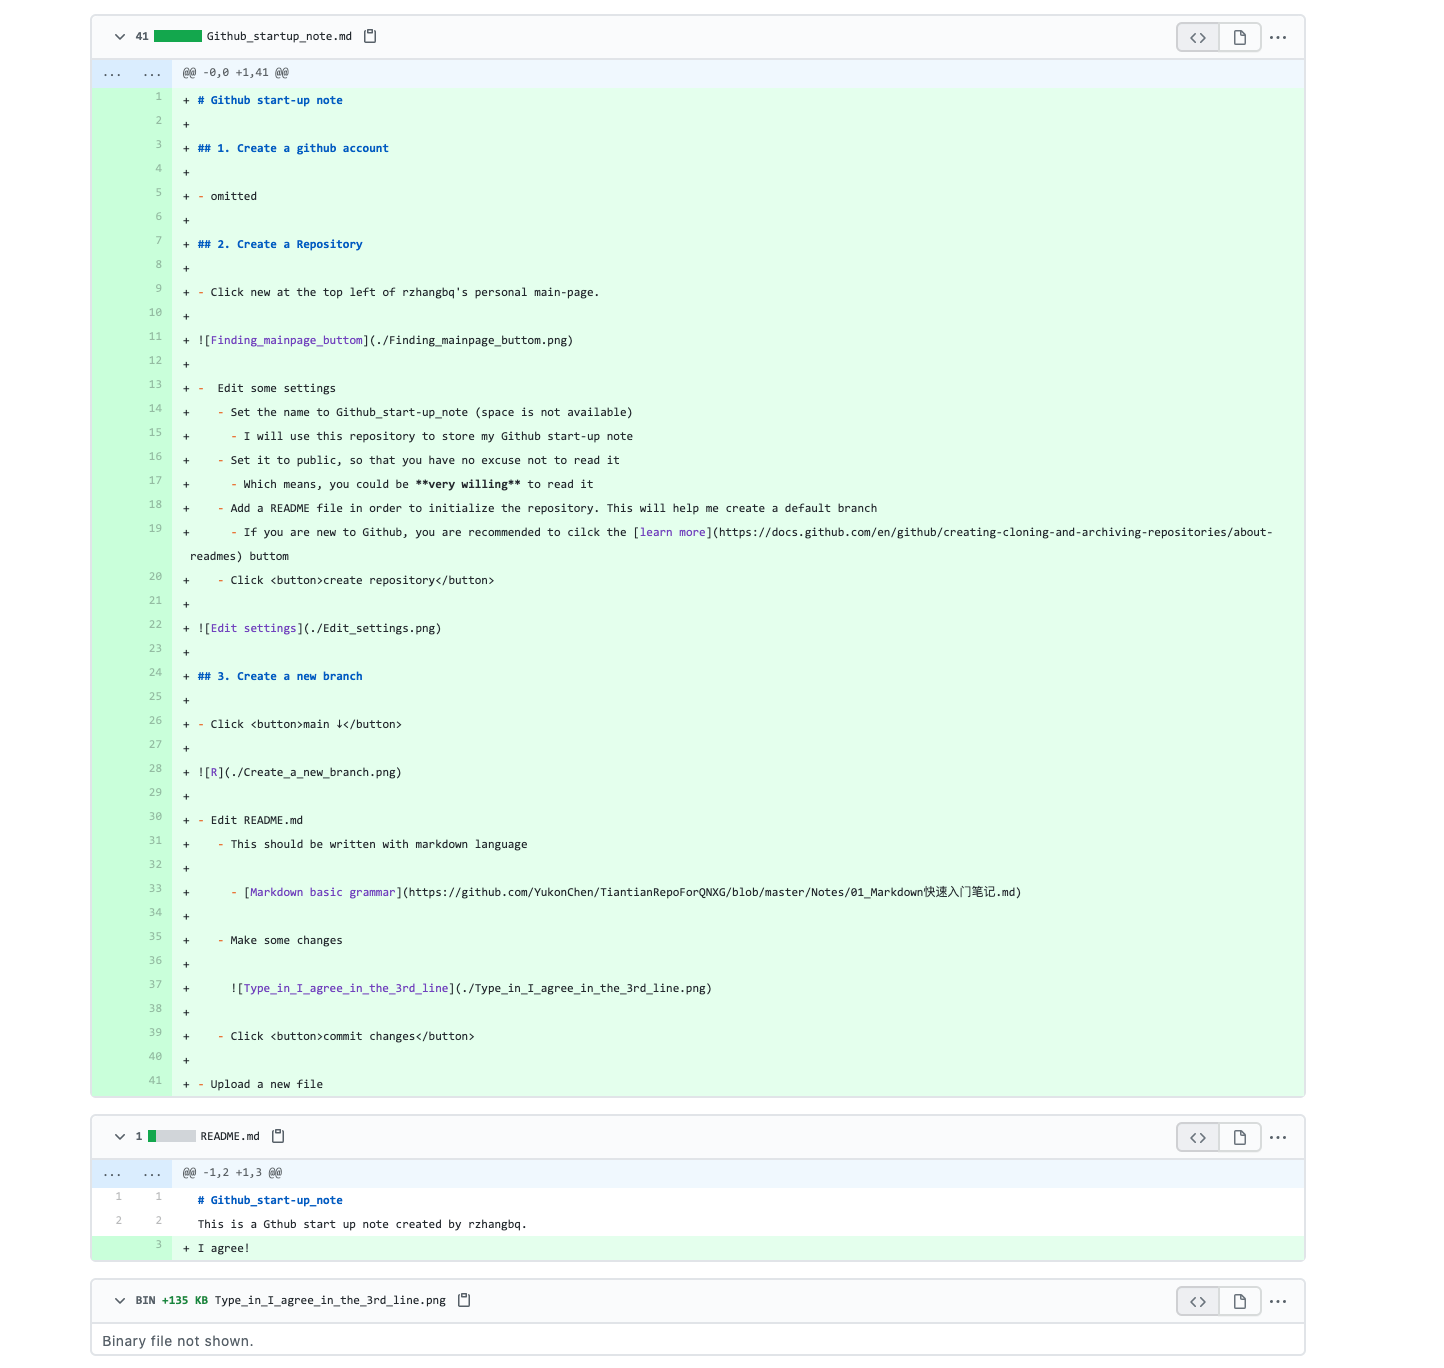 41 Github_startup_note.md
... ... @@ -0,0 +1,41 @@
1 + # Github start-up note
2 +
3 + ## 1. Create a github account
4 +
5 + - omitted
6 +
7 + ## 2. Create a Repository
8 +
9 + - Click new at the top left of rzhangbq's personal main-page.
10 +
11 + ![Finding_mainpage_buttom](./Finding_mainpage_buttom.png)
12 +
13 + -  Edit some settings
14 +     - Set the name to Github_start-up_note (space is not available)
15 +       - I will use this repository to store my Github start-up note
16 +     - Set it to public, so that you have no excuse not to read it
17 +       - Which means, you could be **very willing** to read it
18 +     - Add a README file in order to initialize the repository. This will help me create a default branch
19 +       - If you are new to Github, you are recommended to cilck the [learn more](https://docs.github.com/en/github/creating-cloning-and-archiving-repositories/about-
readmes) buttom
20 +     - Click <button>create repository</button>
21 +
22 + ![Edit settings](./Edit_settings.png)
23 +
24 + ## 3. Create a new branch
25 +
26 + - Click <button>main ↓</button>
27 +
28 + ![R](./Create_a_new_branch.png)
29 +
30 + - Edit README.md
31 +     - This should be written with markdown language
32 +
33 +       - [Markdown basic grammar](https://github.com/YukonChen/TiantianRepoForQNXG/blob/master/Notes/01_Markdown快速入门笔记.md)
34 +
35 +     - Make some changes
36 +
37 +       ![Type_in_I_agree_in_the_3rd_line](./Type_in_I_agree_in_the_3rd_line.png)
38 +
39 +     - Click <button>commit changes</button>
40 +
41 + - Upload a new file
1 README.md
... ... @@ -1,2 +1,3 @@
1 1 # Github_start-up_note
2 2 This is a Gthub start up note created by rzhangbq.
3 + I agree!
BIN +135 KB Type_in_I_agree_in_the_3rd_line.png
Binary file not shown.